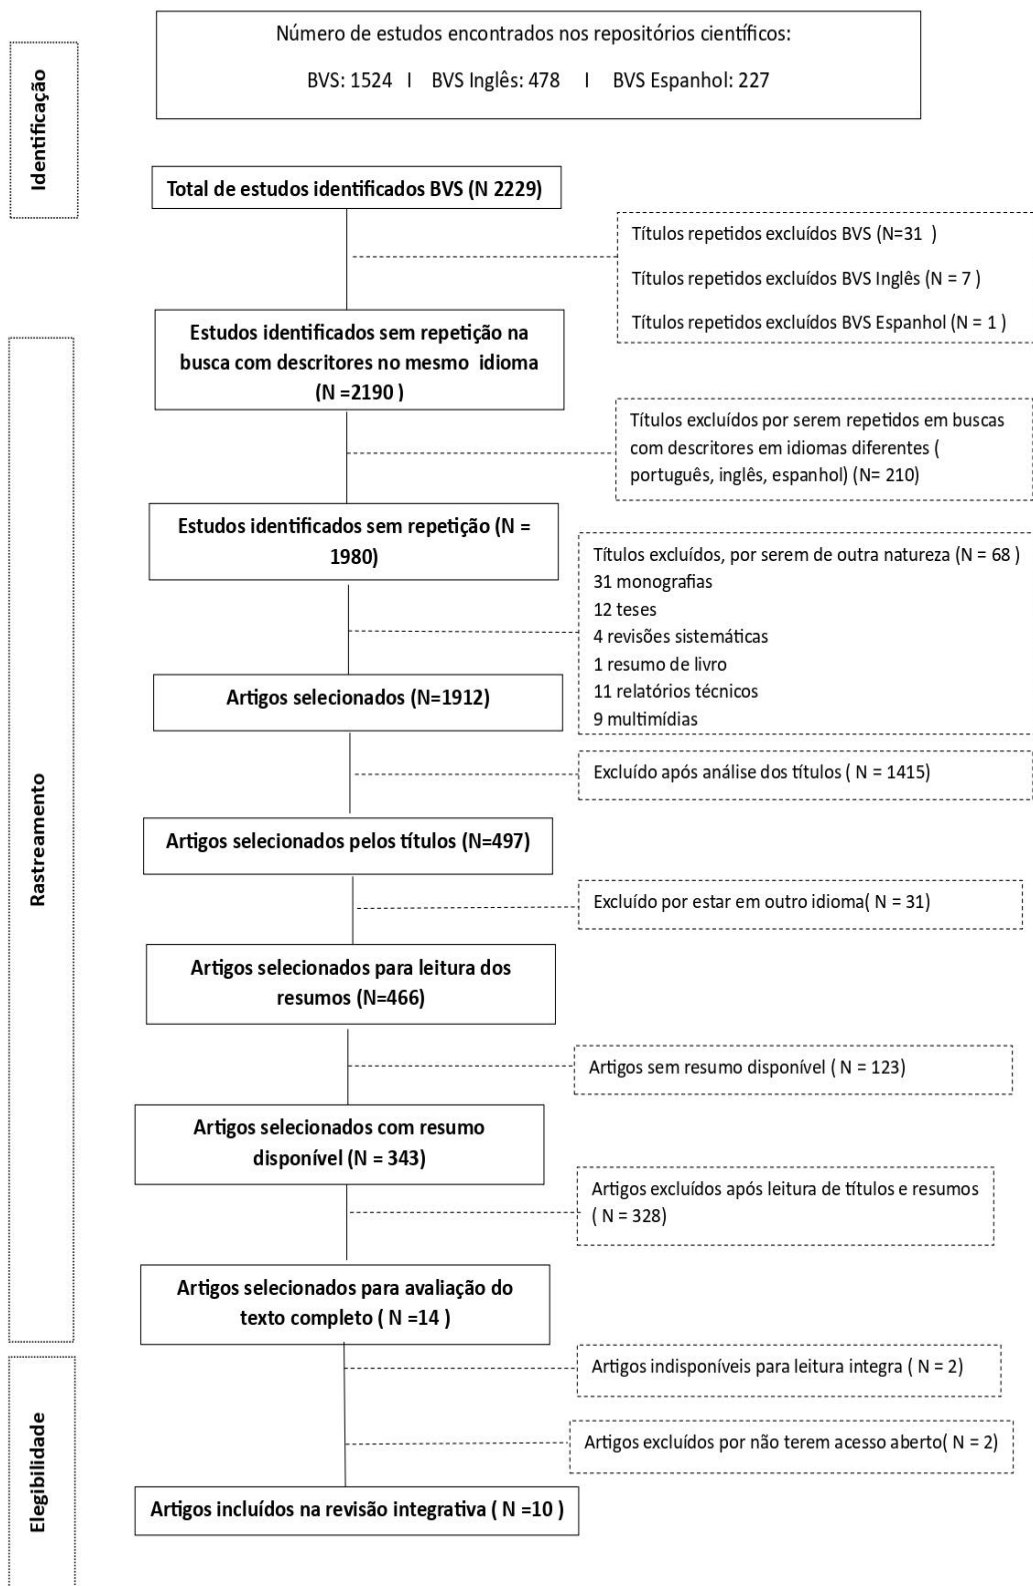 Identificação
Número de estudos encontrados nos repositórios científicos:
BVS: 1524 I BVS Inglês: 478 I BVS Espanhol: 227
Total de estudos identificados BVS (N 2229)
Títulos repetidos excluídos BVS (N=31 )
Títulos repetidos excluídos BVS Inglês (N = 7 )
Títulos repetidos excluídos BVS Espanhol (N = 1 )
Rastreamento
Estudos identificados sem repetição na
busca com descritores no mesmo idioma
(N =2190 )
Títulos excluídos por serem repetidos em buscas
com descritores em idiomas diferentes (
português, inglês, espanhol) (N= 210)
Estudos identificados sem repetição (N =
1980)
Títulos excluídos, por serem de outra natureza (N = 68 )
31 monografias
12 teses
4 revisões sistemáticas
1 resumo de livro
11 relatórios técnicos
9 multimídias
Artigos selecionados (N=1912)
Excluído após análise dos títulos ( N = 1415)
Artigos selecionados pelos títulos (N=497)
Excluído por estar em outro idioma( N = 31)
Artigos selecionados para leitura dos
resumos (N=466)
Artigos sem resumo disponível ( N = 123)
Artigos selecionados com resumo
disponível (N = 343)
Artigos excluídos após leitura de títulos e resumos
( N = 328)
Artigos selecionados para avaliação do
texto completo ( N =14 )
Elegibilidade
Artigos indisponíveis para leitura integra ( N = 2)
Artigos excluídos por não terem acesso aberto( N = 2)
Artigos incluídos na revisão integrativa ( N =10 )